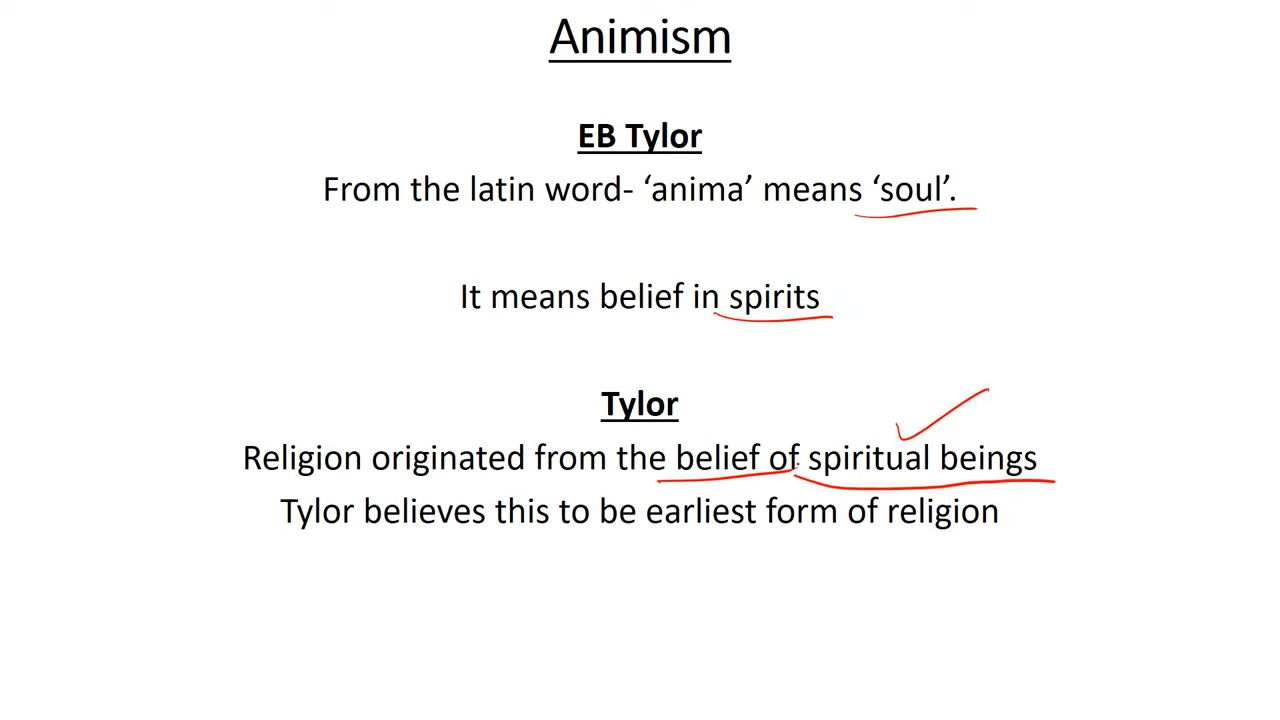 Animism
EB Tylor
From the latin word- ‘anima’ means ‘soul’.
It means belief in spirits
Tylor
Religion originated from the belief of spiritual beings
Tylor believes this to be earliest form of religion